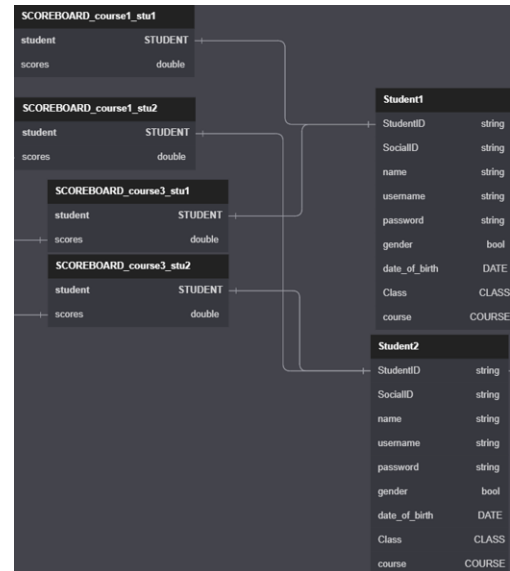 SCOREBOARD_course1_stu1
student STUDENT
scores double
SCOREBOARD_course1_stu2
student STUDENT
scores double
SCOREBOARD_course3_stu1
student STUDENT
scores double
SCOREBOARD_course3_stu2
student STUDENT
scores double
Student1
StudentID string
SocialID string
name string
username string
password string
gender bool
date_of_birth DATE
Class CLASS
course COURSE
Student2
StudentID string
SocialID string
name string
username string
password string
gender bool
date_of_birth DATE
Class CLASS
course COURSE